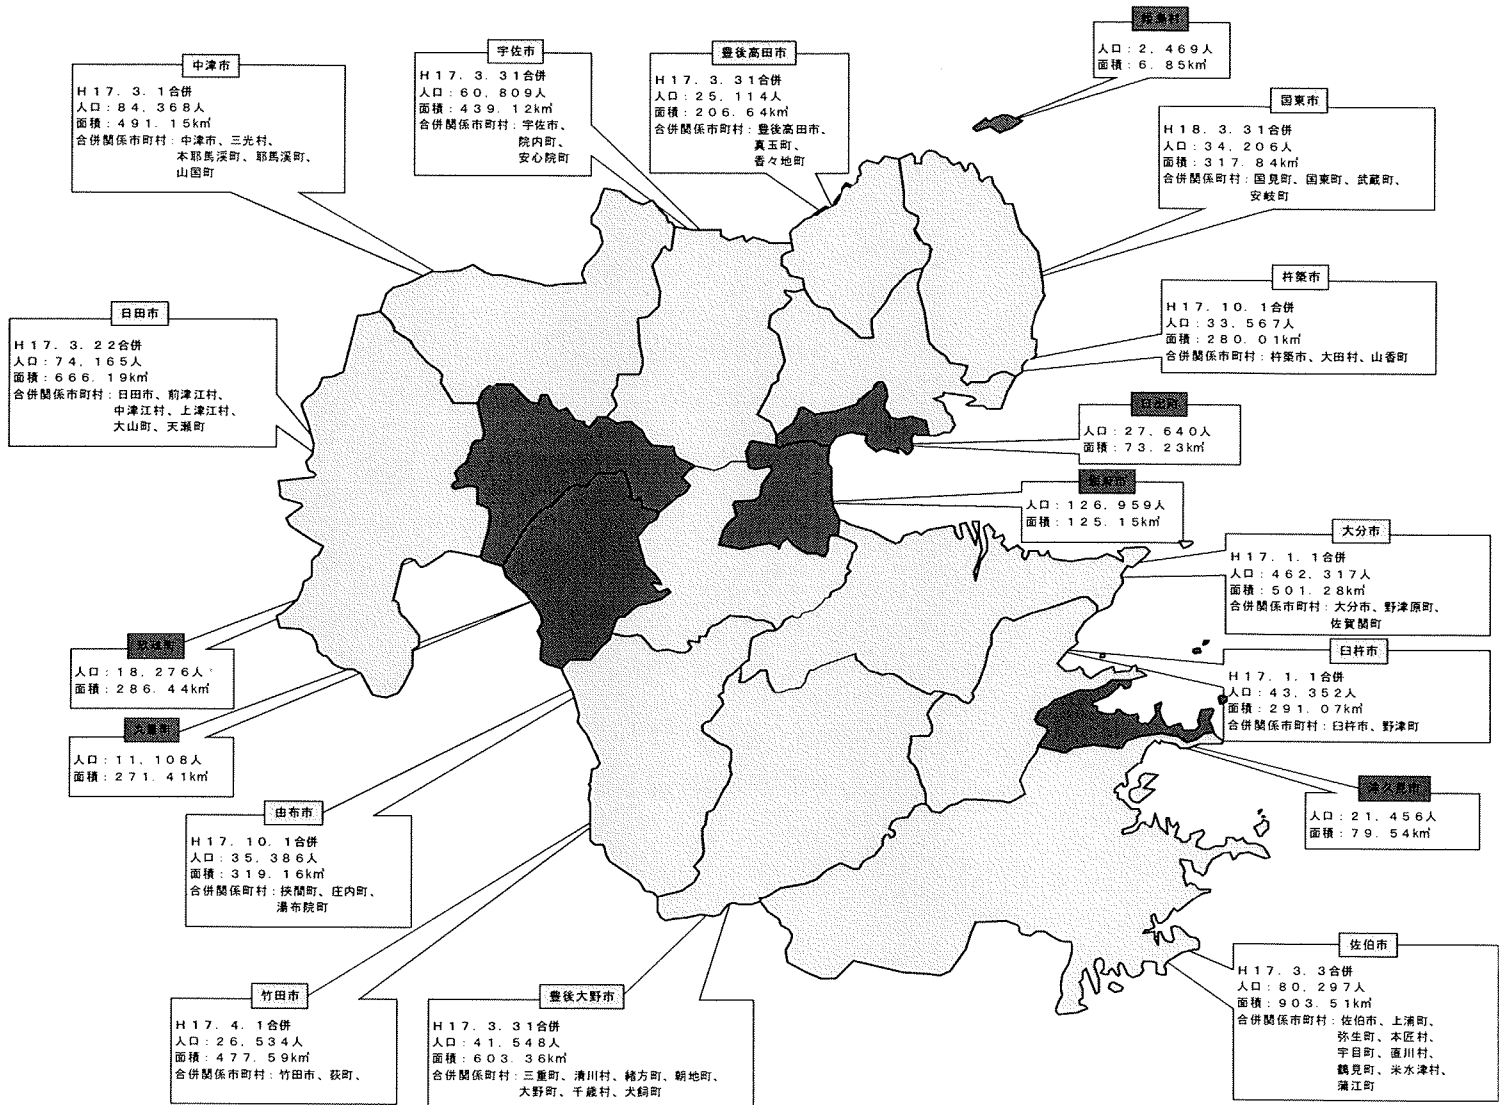 姫島村
人口：2，469人
面積：6．85k㎡
中津市
H17．3．1合併
人口：84，368人
面積：491．15k㎡
合併関係市町村：中津市、三光村、
本耶馬渓町、耶馬溪町、
山国町
宇佐市
H17．3．31合併
人口：60，809人
面積：439．12k㎡
合併関係市町村：宇佐市、
院内町、
安心院町
豊後高田市
H17．3．31合併
人口：25，114人
面積：206．64k㎡
合併関係市町村：豊後高田市、
真玉町、
香々地町
国東市
H18．3．31合併
人口：34，206人
面積：317．84k㎡
合併関係町村：国見町、国東町、武蔵町、
安岐町
杵築市
H17．10．1合併
人口：33，567人
面積：280．01k㎡
合併関係市町村：杵築市、大田村、山香町
日田市
H17．3．22合併
人口：74，165人
面積：666．19k㎡
合併関係市町村：日田市、前津江村、
中津江村、上津江村、
大山町、天瀬町
日出町
人口：27，640人
面積：73．23k㎡
別府市
人口：126，959人
面積：125．15k㎡
大分市
H17．1．1合併
人口：462，317人
面積：501．28k㎡
合併関係市町村：大分市、野津原町、
佐賀関町
臼杵市
H17．1．1合併
人口：43，352人
面積：291．07k㎡
合併関係市町村：臼杵市、野津町
玖珠町
人口：18，276人
面積：286．44k㎡
九重町
人口：11，108人
面積：271．41k㎡
津久見市
人口：21，456人
面積：79．54k㎡
由布市
H17．10．1合併
人口：35，386人
面積：319．16k㎡
合併関係町村：挾間町、庄内町、
湯布院町
竹田市
H17．4．1合併
人口：26，534人
面積：477．59k㎡
合併関係市町村：竹田市、荻町、
豊後大野市
H17．3．31合併
人口：41，548人
面積：603．36k㎡
合併関係町村：三重町、清川村、緒方町、朝地町、
大野町、千歳村、犬飼町
佐伯市
H17．3．3合併
人口：80，297人
面積：903．51k㎡
合併関係市町村：佐伯市、上浦町、
弥生町、本匠村、
宇目町、直川村、
鶴見町、米水津村、
蒲江町